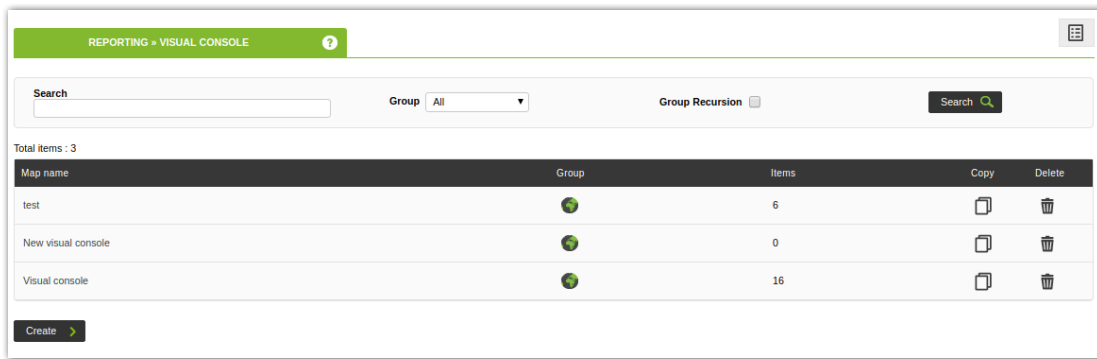 REPORTING » VISUAL CONSOLE ?
Search
Group All Group Recursion Search
Total items : 3
Map name Group Items Copy Delete
test 6
New visual console 0
Visual console 16
Create